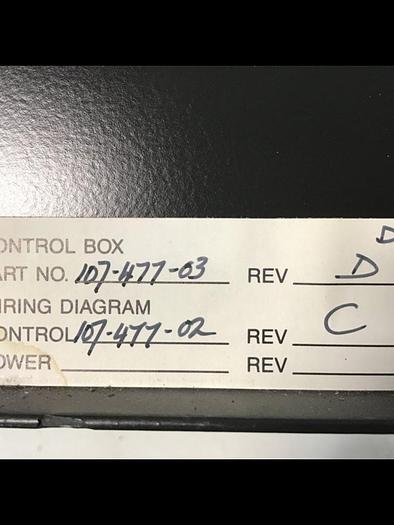 ONTROL BOX D
ART NO. 107-477-03 REV D
IRING DIAGRAM
ONTROL 107-477-02 REV C
OWER REV